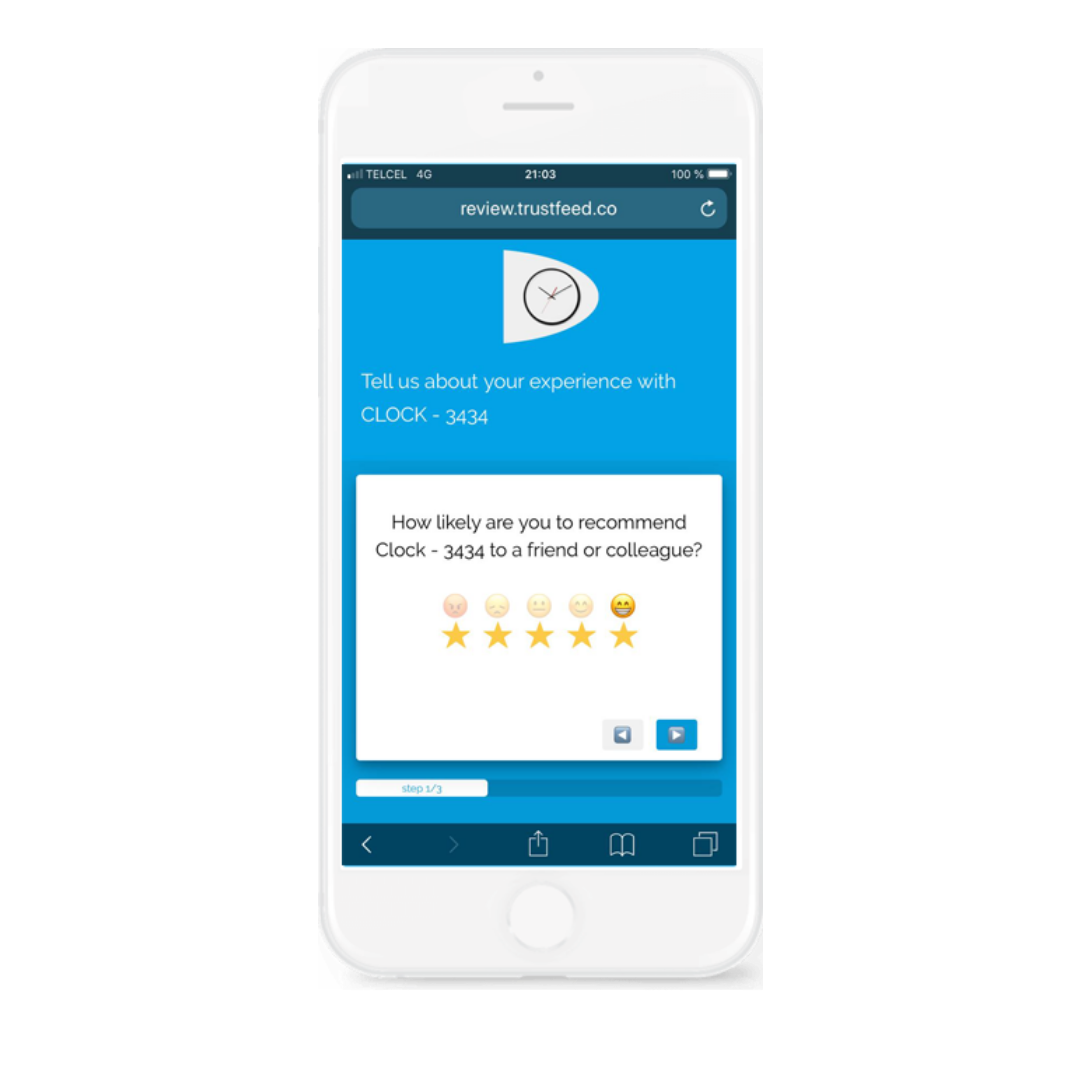 TELCEL 4G 21:03 100 %
review.trustfeed.co
Tell us about your experience with
CLOCK - 3434
How likely are you to recommend
Clock - 3434 to a friend or colleague?
step 1/3